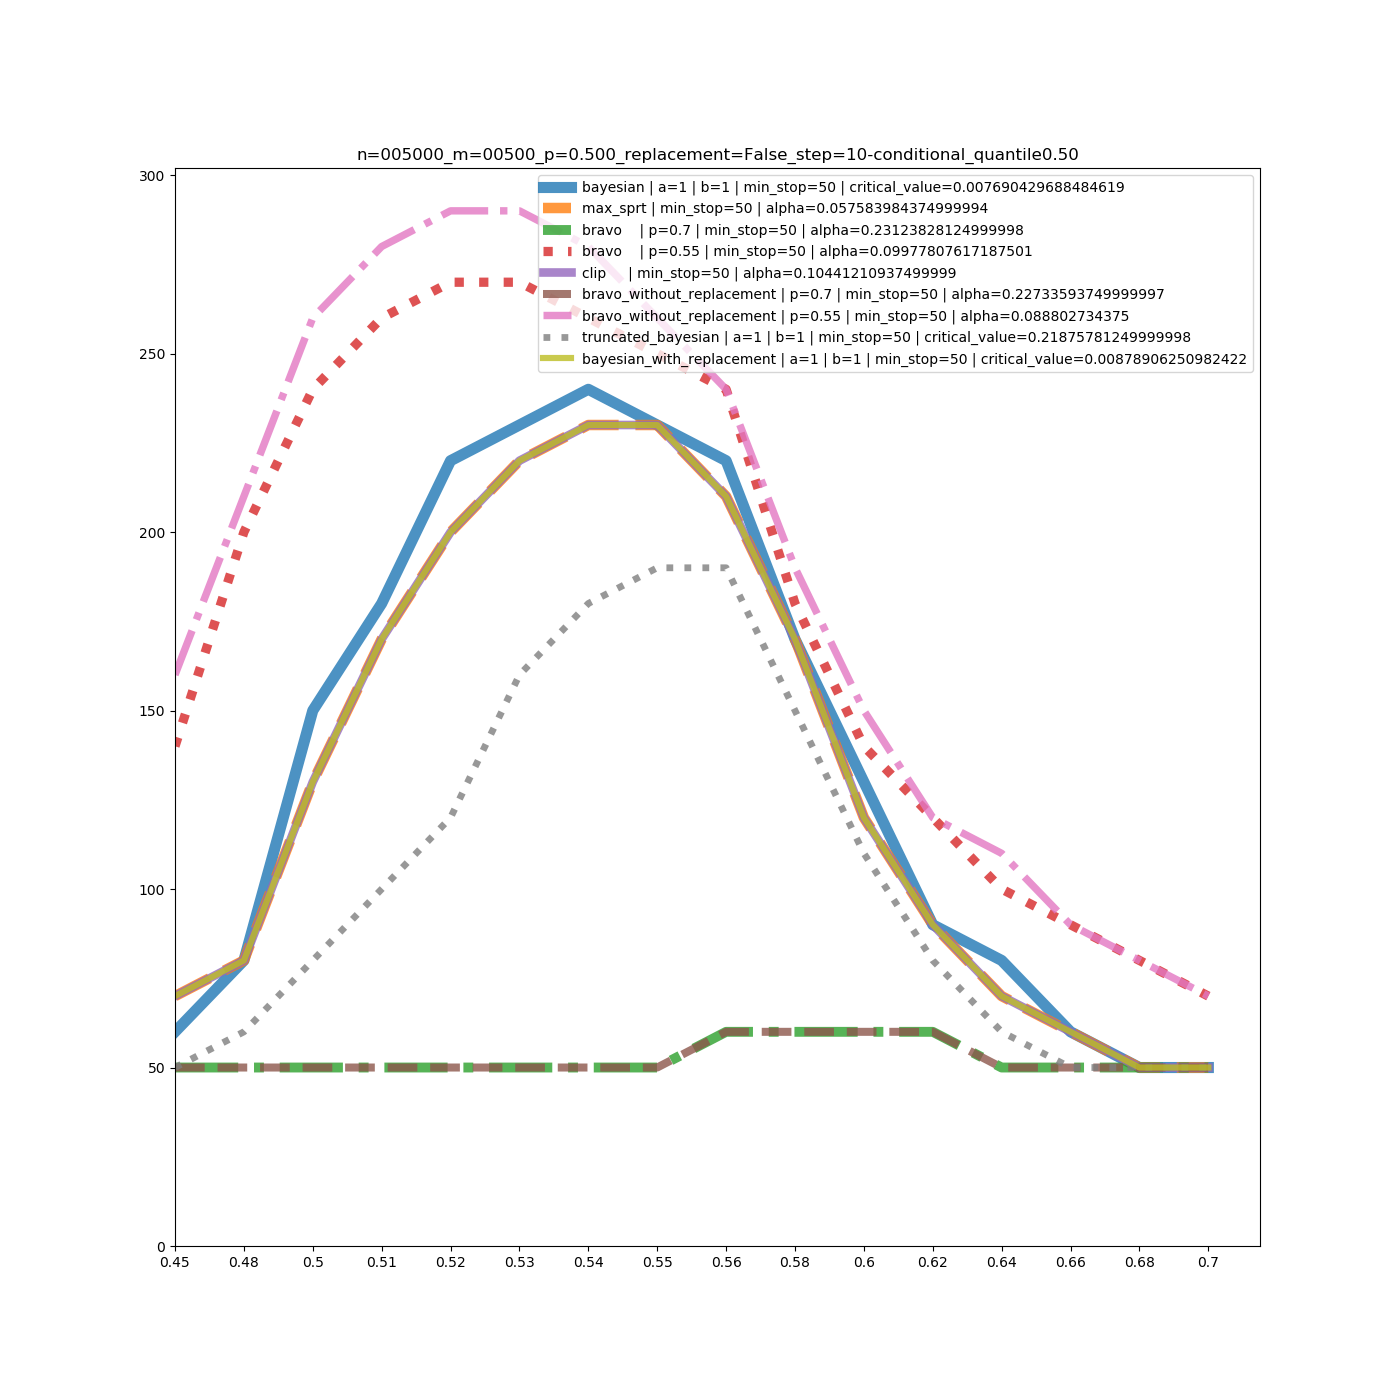 n=005000_m=00500_p=0.500_replacement=False_step=10-conditional_quantile0.50
300
250
200
150
100
50
0
bayesian | a=1 | b=1 | min_stop=50 | critical_value=0.007690429688484619
max_sprt | min_stop=50 | alpha=0.057583984374999994
bravo | p=0.7 | min_stop=50 | alpha=0.23123828124999998
bravo | p=0.55 | min_stop=50 | alpha=0.09977807617187501
clip | min_stop=50 | alpha=0.10441210937499999
bravo_without_replacement | p=0.7 | min_stop=50 | alpha=0.22733593749999997
bravo_without_replacement | p=0.55 | min_stop=50 | alpha=0.088802734375
truncated_bayesian | a=1 | b=1 | min_stop=50 | critical_value=0.21875781249999998
bayesian_with_replacement | a=1 | b=1 | min_stop=50 | critical_value=0.00878906250982422
0.45 0.48 0.5 0.51 0.52 0.53 0.54 0.55 0.56 0.58 0.6 0.62 0.64 0.66 0.68 0.7